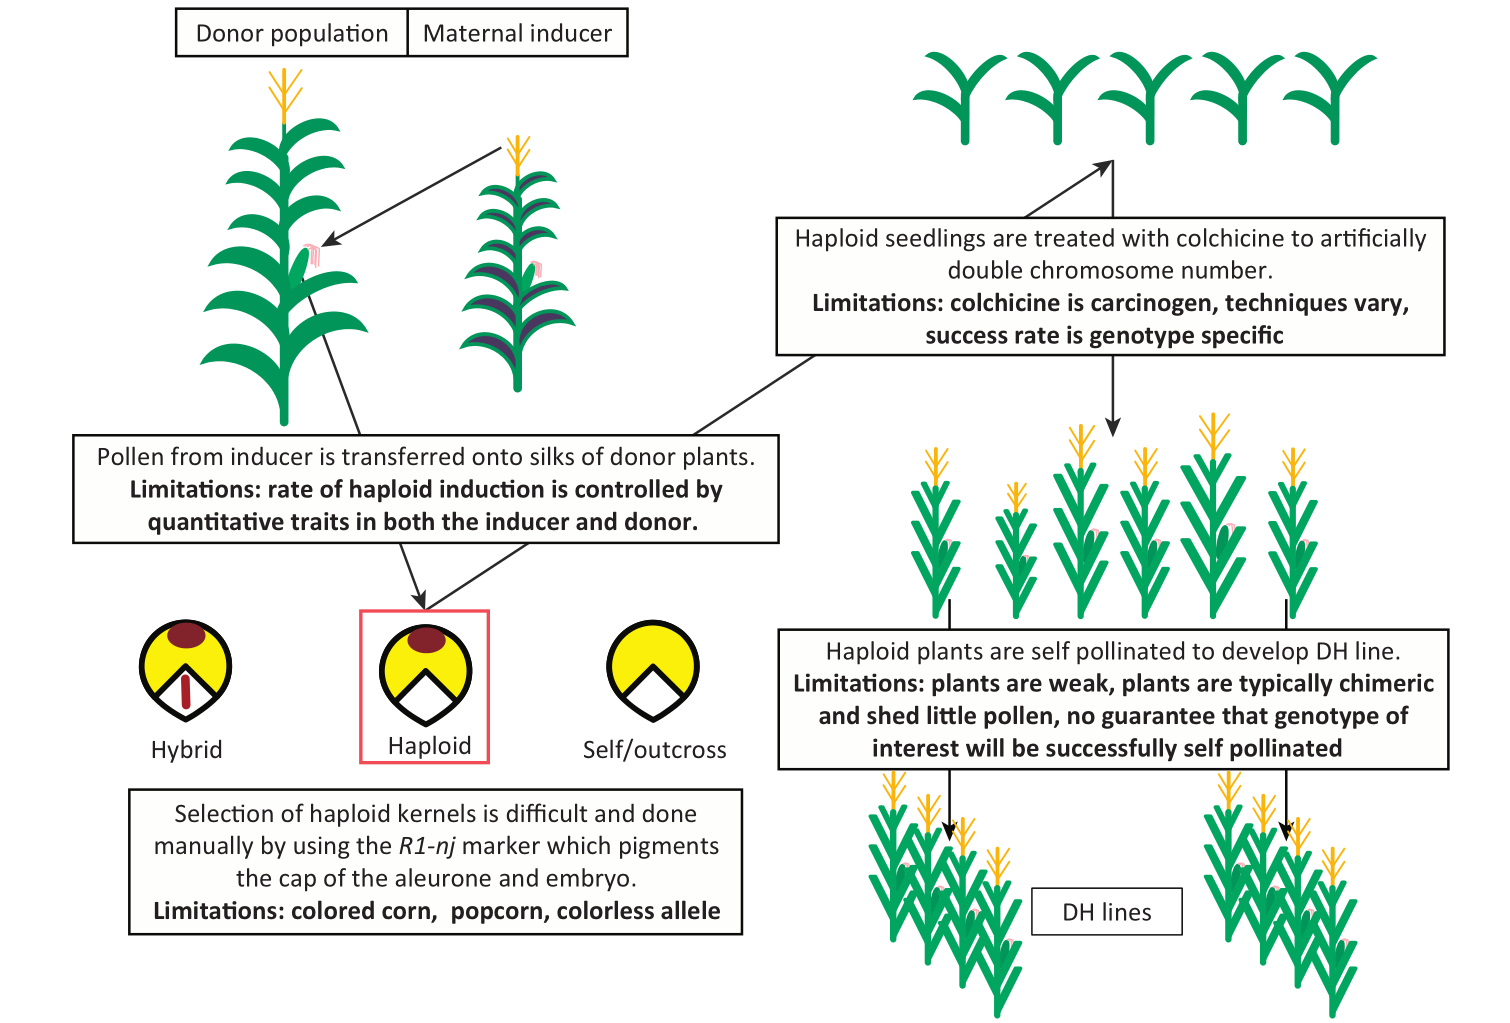 Donor population
Maternal inducer
Haploid seedlings are treated with colchicine to artificially
double chromosome number.
Limitations: colchicine is carcinogen, techniques vary,
success rate is genotype specific
Pollen from inducer is transferred onto silks of donor plants.
Limitations: rate of haploid induction is controlled by
quantitative traits in both the inducer and donor.
Hybrid
Haploid
Self/outcross
Haploid plants are self pollinated to develop DH line.
Limitations: plants are weak, plants are typically chimeric
and shed little pollen, no guarantee that genotype of
interest will be successfully self pollinated
Selection of haploid kernels is difficult and done
manually by using the R1-nj marker which pigments
the cap of the aleurone and embryo.
Limitations: colored corn, popcorn, colorless allele
DH lines